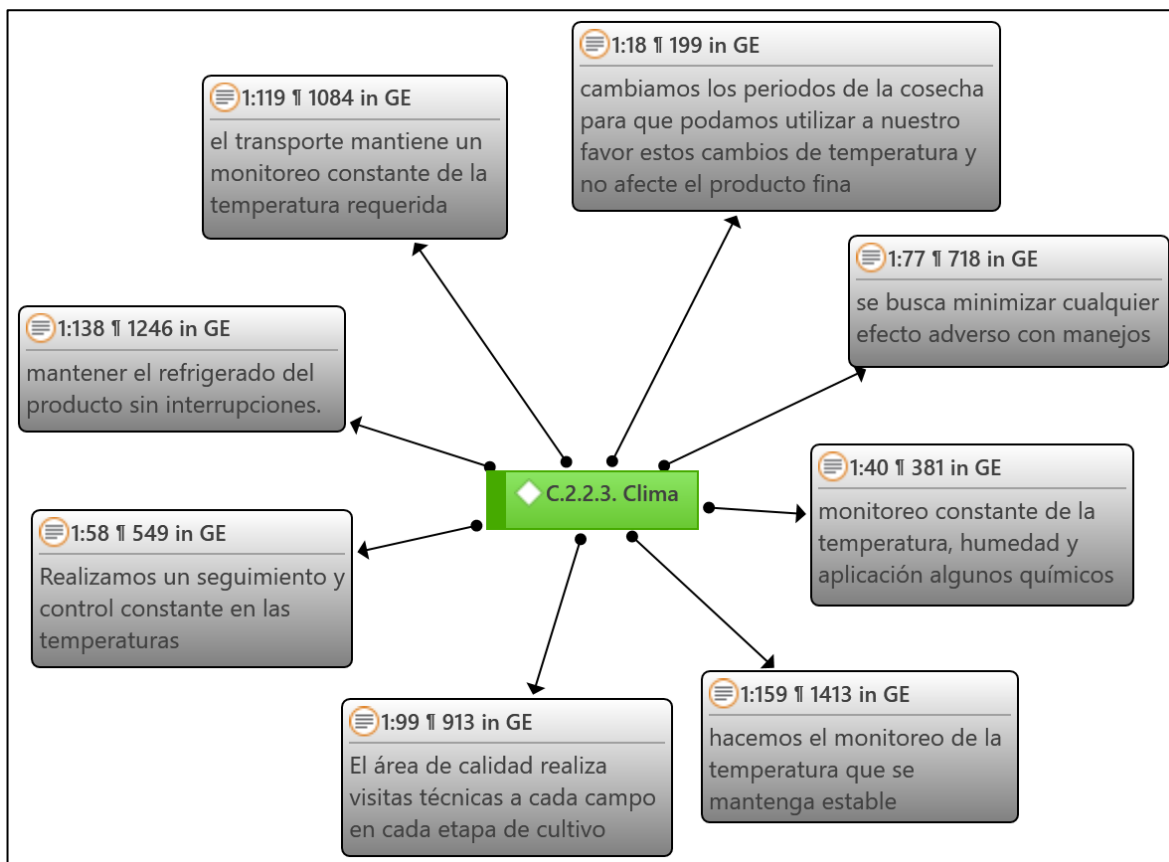 1:18 ¶ 199 in GE
cambiamos los periodos de la cosecha
para que podamos utilizar a nuestro
favor estos cambios de temperatura y
no afecte el producto fina
1:119 ¶ 1084 in GE
el transporte mantiene un
monitoreo constante de la
temperatura requerida
1:77 ¶ 718 in GE
se busca minimizar cualquier
efecto adverso con manejos
1:138 ¶ 1246 in GE
mantener el refrigerado del
producto sin interrupciones.
C.2.2.3. Clima
1:40 ¶ 381 in GE
monitoreo constante de la
temperatura, humedad y
aplicación algunos químicos
1:58 ¶ 549 in GE
Realizamos un seguimiento y
control constante en las
temperaturas
1:159 ¶ 1413 in GE
hacemos el monitoreo de la
temperatura que se
mantenga estable
1:99 ¶ 913 in GE
El área de calidad realiza
visitas técnicas a cada campo
en cada etapa de cultivo